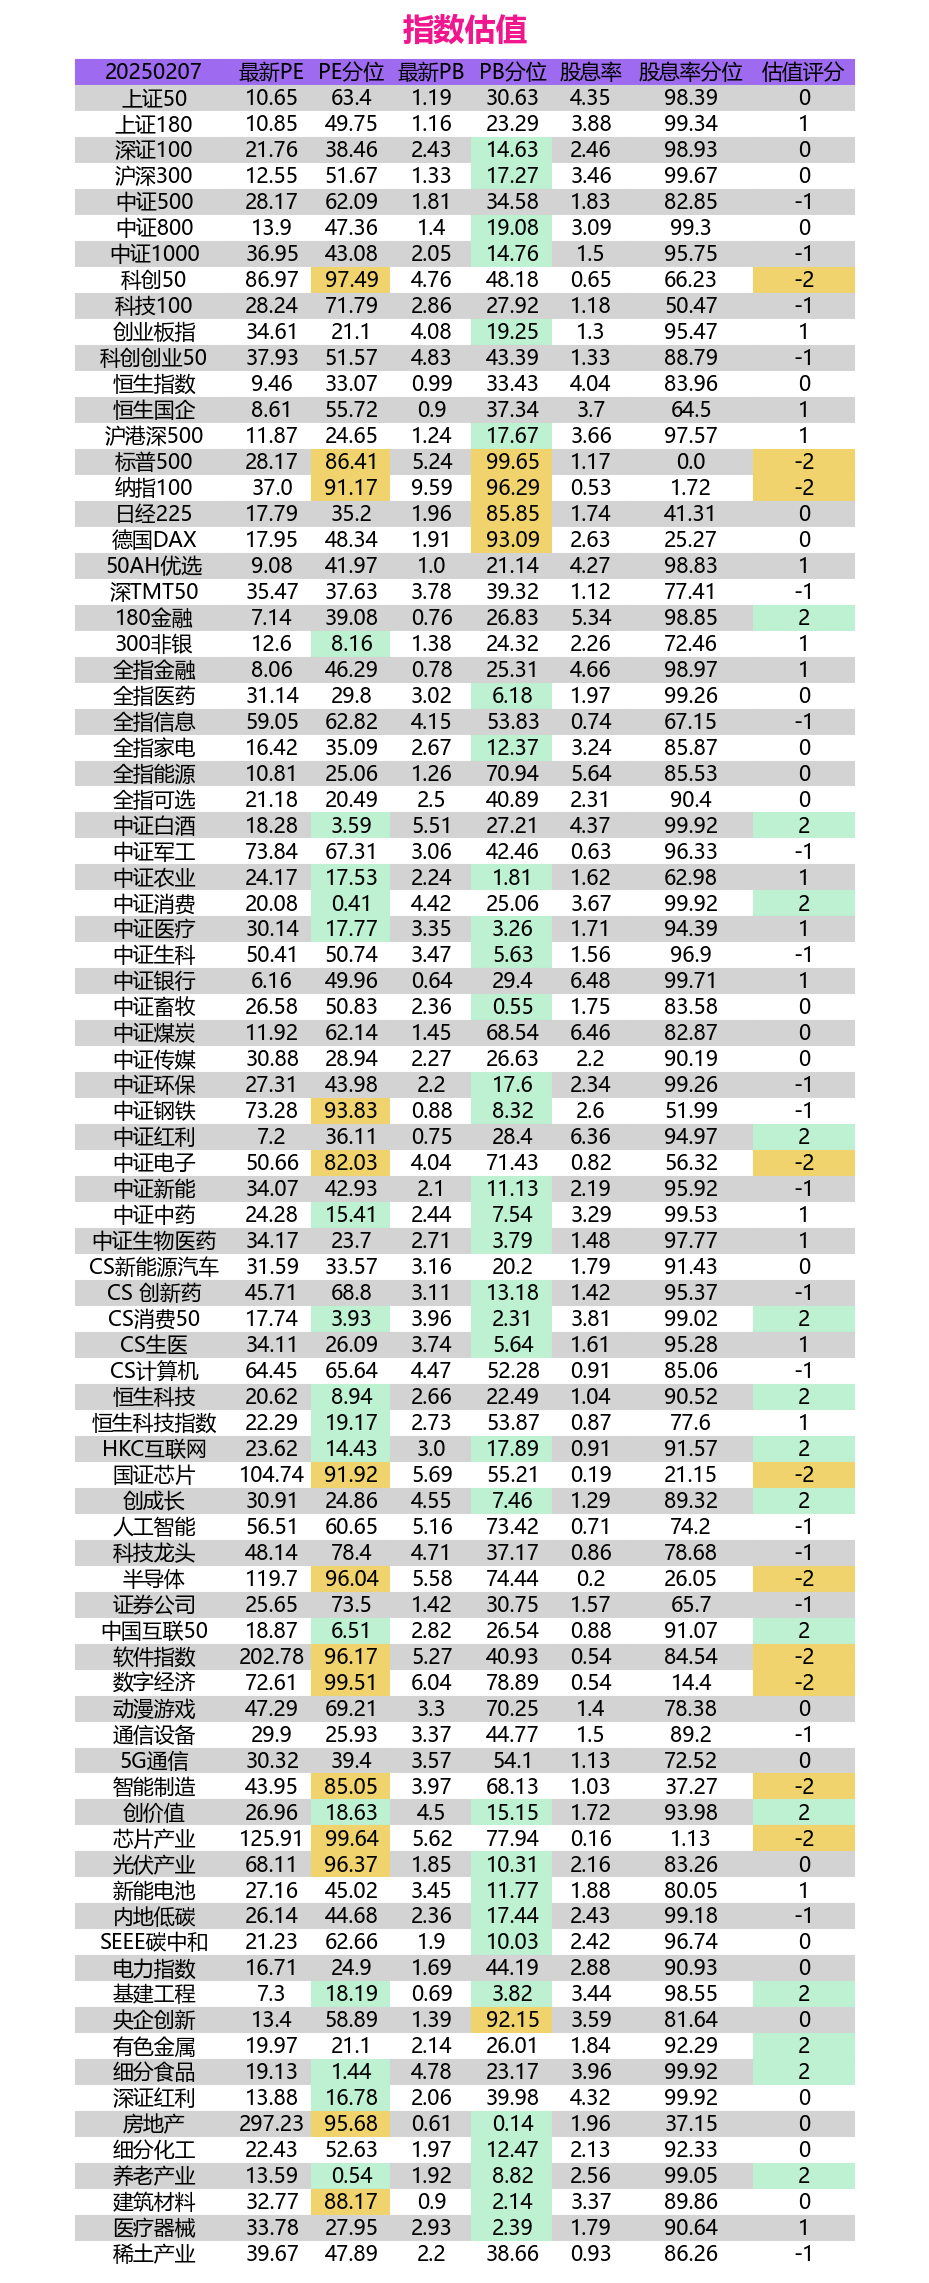 指数估值
20250207 最新PE PE分位 最新PB PB分位 股息率 股息率分位 估值评分
上证50 10.65 63.4 1.19 30.63 4.35 98.39 0
上证180 10.85 49.75 1.16 23.29 3.88 99.34 1
深证100 21.76 38.46 2.43 14.63 2.46 98.93 0
沪深300 12.55 51.67 1.33 17.27 3.46 99.67 0
中证500 28.17 62.09 1.81 34.58 1.83 82.85 -1
中证800 13.9 47.36 1.4 19.08 3.09 99.3 0
中证1000 36.95 43.08 2.05 14.76 1.5 95.75 -1
科创50 86.97 97.49 4.76 48.18 0.65 66.23 -2
科技100 28.24 71.79 2.86 27.92 1.18 50.47 -1
创业板指 34.61 21.1 4.08 19.25 1.3 95.47 1
科创创业50 37.93 51.57 4.83 43.39 1.33 88.79 -1
恒生指数 9.46 33.07 0.99 33.43 4.04 83.96 0
恒生国企 8.61 55.72 0.9 37.34 3.7 64.5 1
沪港深500 11.87 24.65 1.24 17.67 3.66 97.57 1
标普500 28.17 86.41 5.24 99.65 1.17 0.0 -2
纳指100 37.0 91.17 9.59 96.29 0.53 1.72 -2
日经225 17.79 35.2 1.96 85.85 1.74 41.31 0
德国DAX 17.95 48.34 1.91 93.09 2.63 25.27 0
50AH优选 9.08 41.97 1.0 21.14 4.27 98.83 1
深TMT50 35.47 37.63 3.78 39.32 1.12 77.41 -1
180金融 7.14 39.08 0.76 26.83 5.34 98.85 2
300非银 12.6 8.16 1.38 24.32 2.26 72.46 1
全指金融 8.06 46.29 0.78 25.31 4.66 98.97 1
全指医药 31.14 29.8 3.02 6.18 1.97 99.26 0
全指信息 59.05 62.82 4.15 53.83 0.74 67.15 -1
全指家电 16.42 35.09 2.67 12.37 3.24 85.87 0
全指能源 10.81 25.06 1.26 70.94 5.64 85.53 0
全指可选 21.18 20.49 2.5 40.89 2.31 90.4 0
中证白酒 18.28 3.59 5.51 27.21 4.37 99.92 2
中证军工 73.84 67.31 3.06 42.46 0.63 96.33 -1
中证农业 24.17 17.53 2.24 1.81 1.62 62.98 1
中证消费 20.08 0.41 4.42 25.06 3.67 99.92 2
中证医疗 30.14 17.77 3.35 3.26 1.71 94.39 1
中证生科 50.41 50.74 3.47 5.63 1.56 96.9 -1
中证银行 6.16 49.96 0.64 29.4 6.48 99.71 1
中证畜牧 26.58 50.83 2.36 0.55 1.75 83.58 0
中证煤炭 11.92 62.14 1.45 68.54 6.46 82.87 0
中证传媒 30.88 28.94 2.27 26.63 2.2 90.19 0
中证环保 27.31 43.98 2.2 17.6 2.34 99.26 -1
中证钢铁 73.28 93.83 0.88 8.32 2.6 51.99 -1
中证红利 7.2 36.11 0.75 28.4 6.36 94.97 2
中证电子 50.66 82.03 4.04 71.43 0.82 56.32 -2
中证新能 34.07 42.93 2.1 11.13 2.19 95.92 -1
中证中药 24.28 15.41 2.44 7.54 3.29 99.53 1
中证生物医药 34.17 23.7 2.71 3.79 1.48 97.77 1
CS新能源汽车 31.59 33.57 3.16 20.2 1.79 91.43 0
CS 创新药 45.71 68.8 3.11 13.18 1.42 95.37 -1
CS消费50 17.74 3.93 3.96 2.31 3.81 99.02 2
CS生医 34.11 26.09 3.74 5.64 1.61 95.28 1
CS计算机 64.45 65.64 4.47 52.28 0.91 85.06 -1
恒生科技 20.62 8.94 2.66 22.49 1.04 90.52 2
恒生科技指数 22.29 19.17 2.73 53.87 0.87 77.6 1
HKC互联网 23.62 14.43 3.0 17.89 0.91 91.57 2
国证芯片 104.74 91.92 5.69 55.21 0.19 21.15 -2
创成长 30.91 24.86 4.55 7.46 1.29 89.32 2
人工智能 56.51 60.65 5.16 73.42 0.71 74.2 -1
科技龙头 48.14 78.4 4.71 37.17 0.86 78.68 -1
半导体 119.7 96.04 5.58 74.44 0.2 26.05 -2
证券公司 25.65 73.5 1.42 30.75 1.57 65.7 -1
中国互联50 18.87 6.51 2.82 26.54 0.88 91.07 2
软件指数 202.78 96.17 5.27 40.93 0.54 84.54 -2
数字经济 72.61 99.51 6.04 78.89 0.54 14.4 -2
动漫游戏 47.29 69.21 3.3 70.25 1.4 78.38 0
通信设备 29.9 25.93 3.37 44.77 1.5 89.2 -1
5G通信 30.32 39.4 3.57 54.1 1.13 72.52 0
智能制造 43.95 85.05 3.97 68.13 1.03 37.27 -2
创价值 26.96 18.63 4.5 15.15 1.72 93.98 2
芯片产业 125.91 99.64 5.62 77.94 0.16 1.13 -2
光伏产业 68.11 96.37 1.85 10.31 2.16 83.26 0
新能电池 27.16 45.02 3.45 11.77 1.88 80.05 1
内地低碳 26.14 44.68 2.36 17.44 2.43 99.18 -1
SEEE碳中和 21.23 62.66 1.9 10.03 2.42 96.74 0
电力指数 16.71 24.9 1.69 44.19 2.88 90.93 0
基建工程 7.3 18.19 0.69 3.82 3.44 98.55 2
央企创新 13.4 58.89 1.39 92.15 3.59 81.64 0
有色金属 19.97 21.1 2.14 26.01 1.84 92.29 2
细分食品 19.13 1.44 4.78 23.17 3.96 99.92 2
深证红利 13.88 16.78 2.06 39.98 4.32 99.92 0
房地产 297.23 95.68 0.61 0.14 1.96 37.15 0
细分化工 22.43 52.63 1.97 12.47 2.13 92.33 0
养老产业 13.59 0.54 1.92 8.82 2.56 99.05 2
建筑材料 32.77 88.17 0.9 2.14 3.37 89.86 0
医疗器械 33.78 27.95 2.93 2.39 1.79 90.64 1
稀土产业 39.67 47.89 2.2 38.66 0.93 86.26 -1